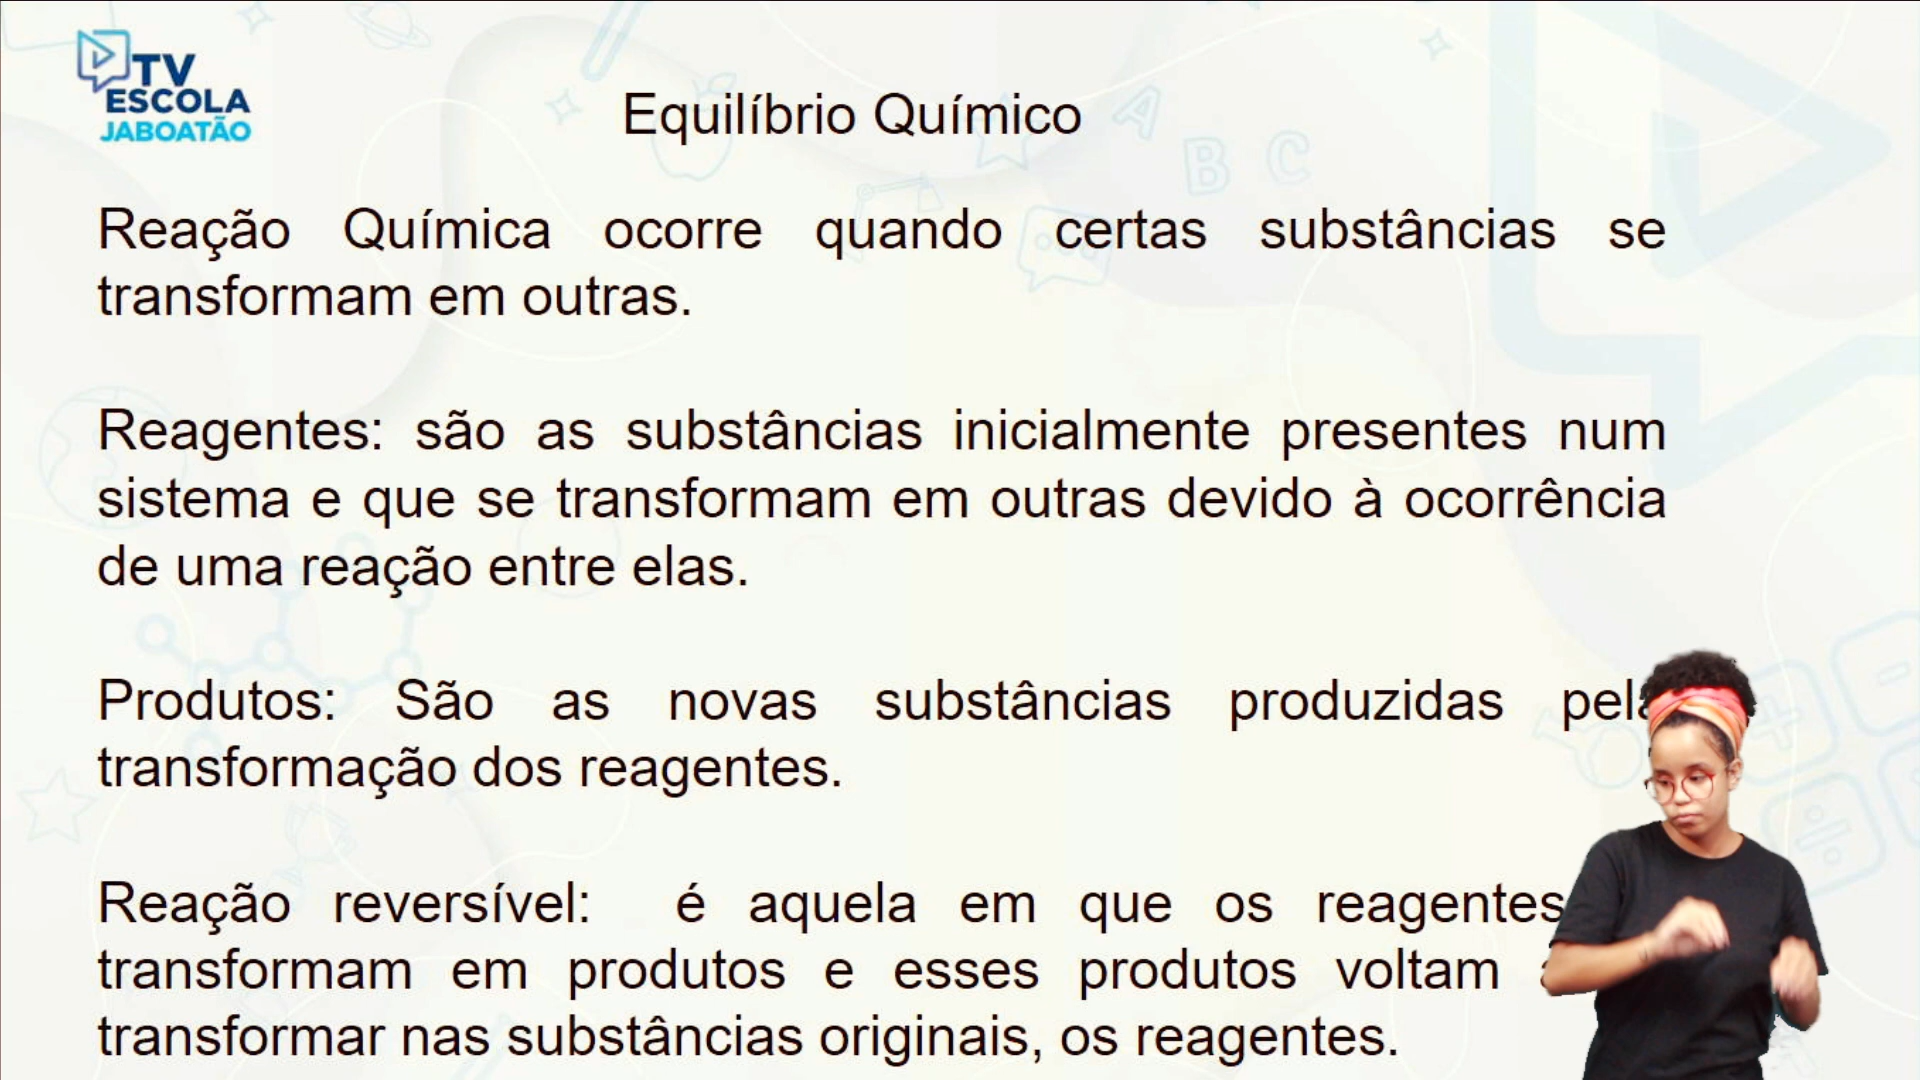 TV
ESCOLA
JABOATÃO
Equilíbrio Químico
A
B C
Reação Química ocorre quando certas substâncias se
transformam em outras.
Reagentes: são as substâncias inicialmente presentes num
sistema e que se transformam em outras devido à ocorrência
de uma reação entre elas.
Produtos: São as novas substâncias produzidas pela
transformação dos reagentes.
Reação reversível: é aquela em que os reagentes
transformam em produtos e esses produtos voltam
transformar nas substâncias originais, os reagentes.